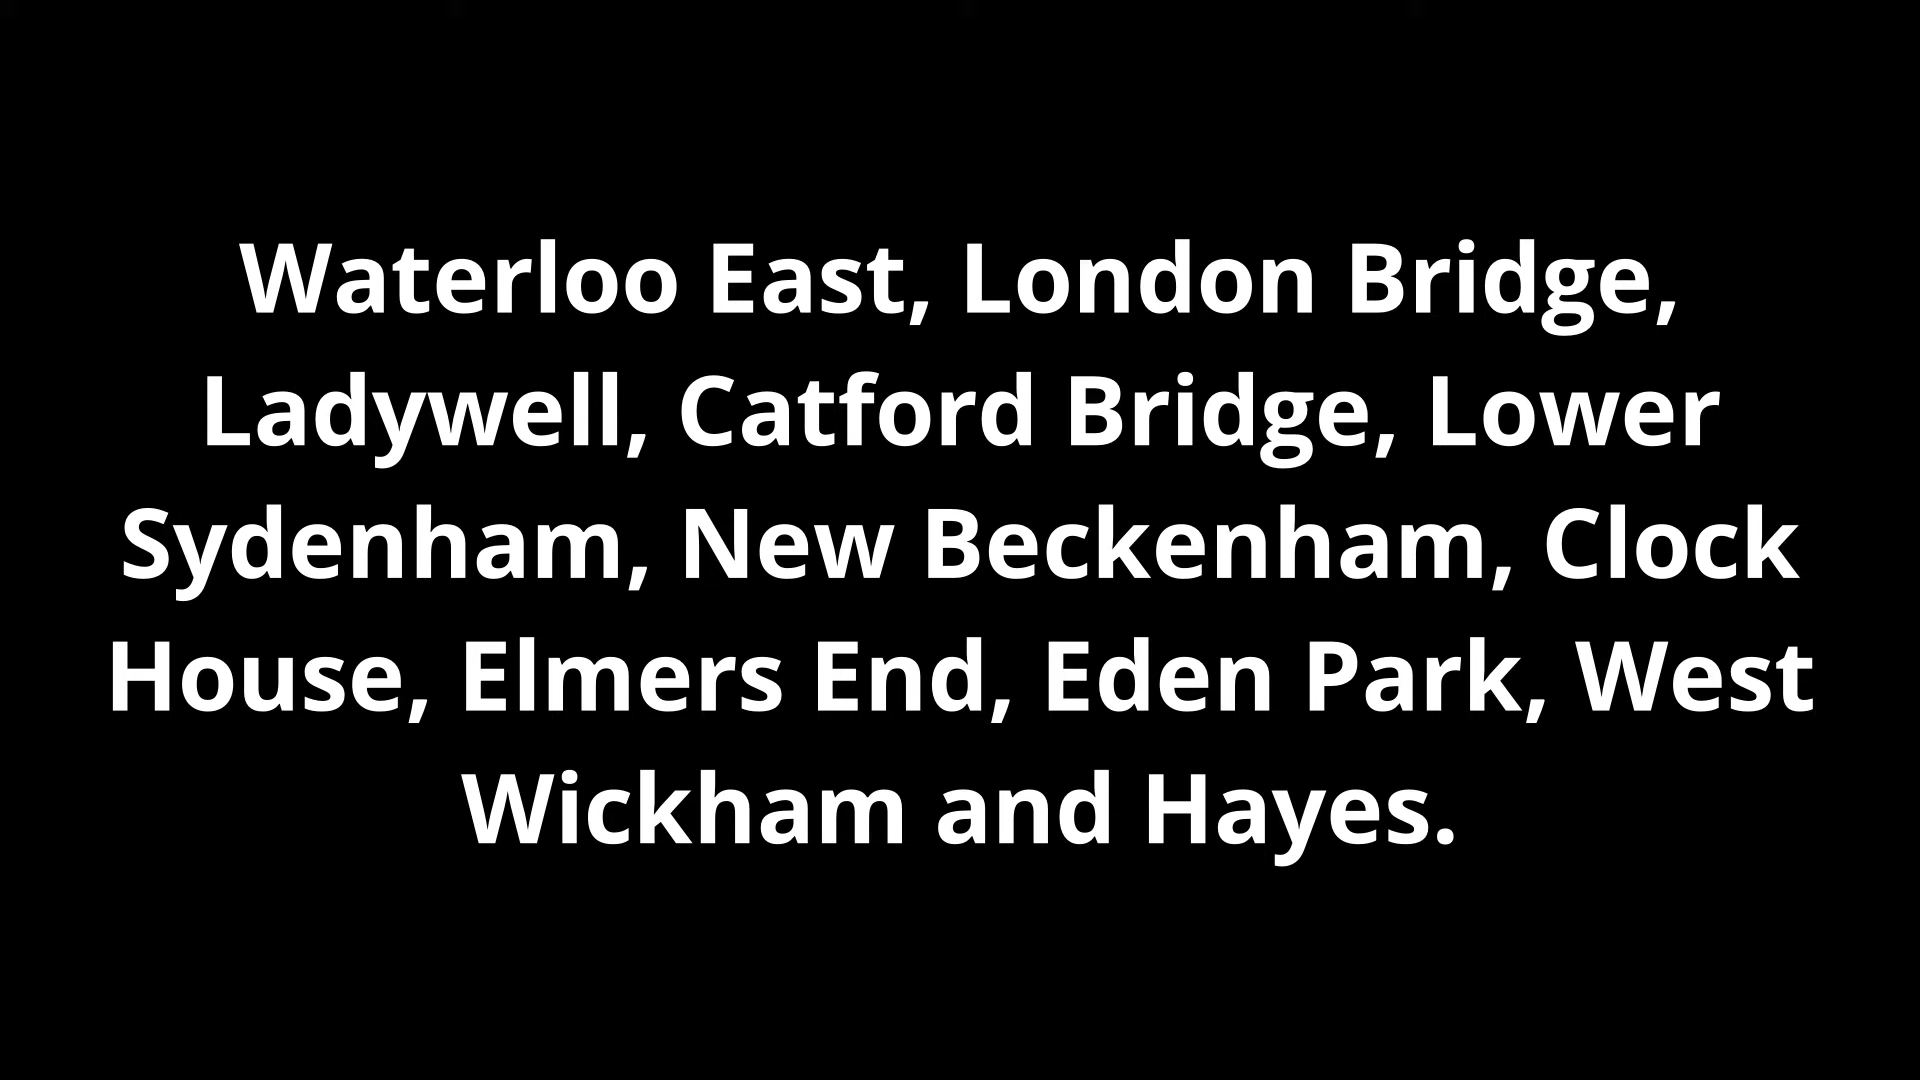 Waterloo East, London Bridge,
Ladywell, Catford Bridge, Lower
Sydenham, New Beckenham, Clock
House, Elmers End, Eden Park, West
Wickham and Hayes.